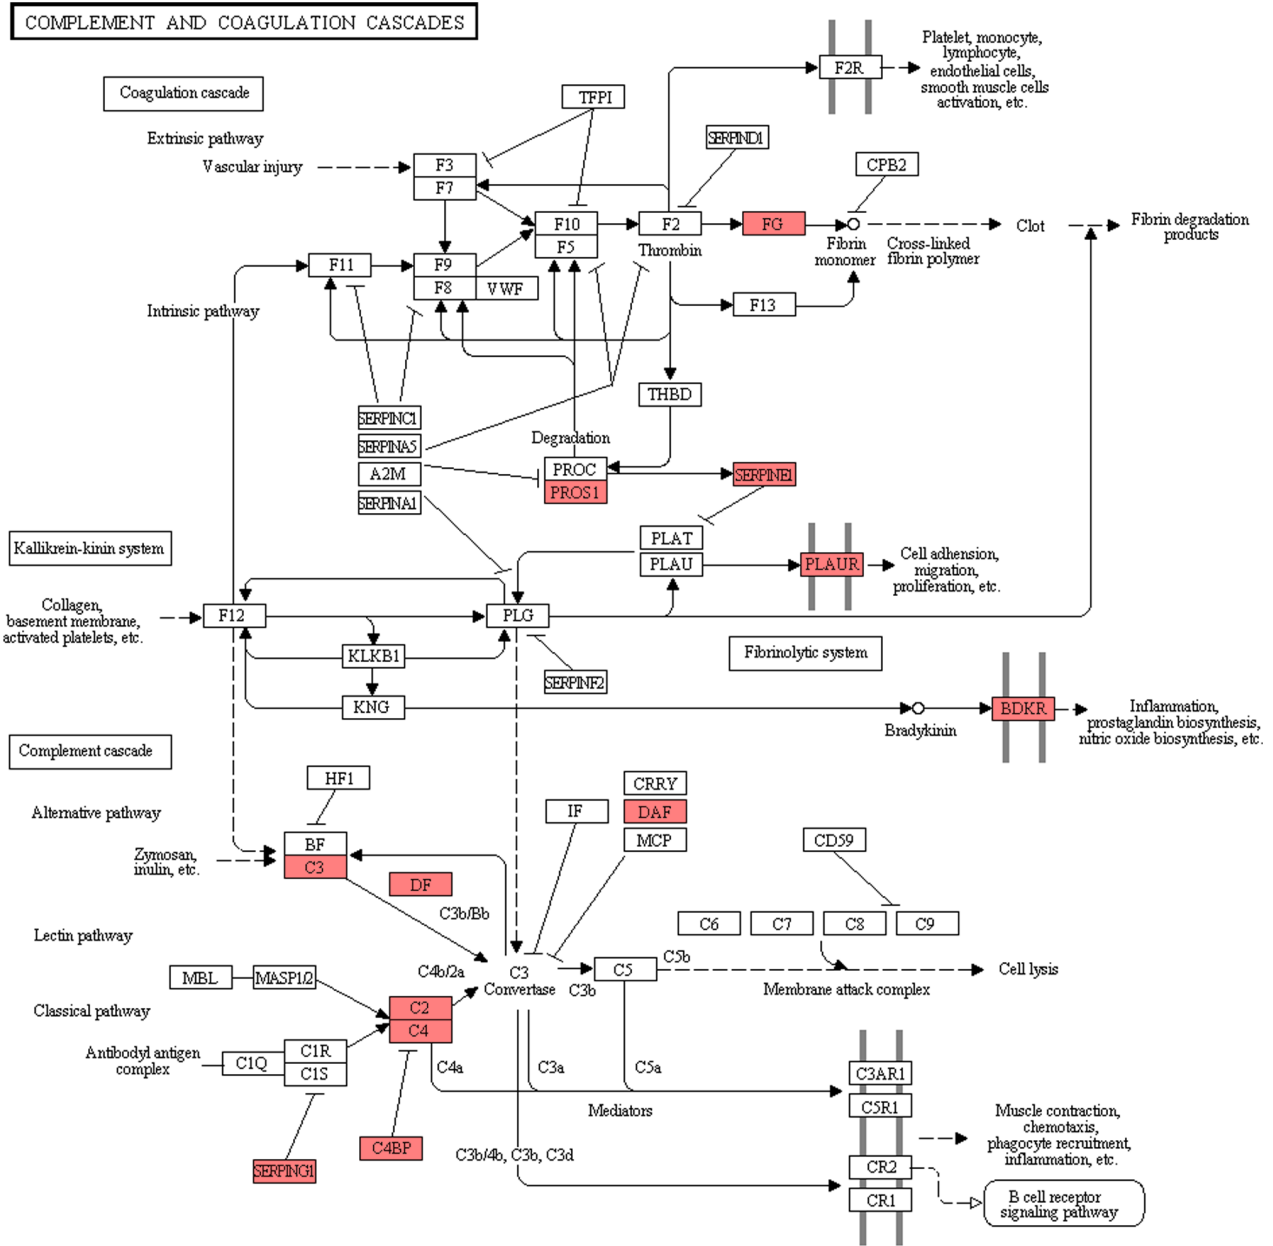 COMPLEMENT AND COAGULATION CASCADES
Platelet, monocyte,
lymphocyte,
endothelial cells,
smooth muscle cells
activation, etc.
F2R
Coagulation cascade
TFPI
Extrinsic pathway
SERPIND1
Vascular injury
F3
CPB2
F7
F10
F2
FG
Clot
Fibrin degradation
products
F5
Thrombin
Fibrin
monomer
Cross-linked
fibrin polymer
F11
F9
F8
VWF
F13
Intrinsic pathway
THBD
SERPINC1
SERPINA5
Degradation
A2M
PROC
SERPINE1
PROS1
SERPINA1
PLAT
Kallikrein-kinin system
PLAU
PLAUR
Cell adhension,
migration,
proliferation, etc.
Collagen,
basement membrane,
activated platelets, etc.
F12
PLG
KLKB1
Fibrinolytic system
SERPINF2
KNG
Bradykinin
BDKR
Inflammation,
prostaglandin biosynthesis,
nitric oxide biosynthesis, etc.
Complement cascade
HF1
CRRY
Alternative pathway
IF
DAF
BF
MCP
CD59
Zymosan,
inulin, etc.
C3
DF
C3b/Bb
C6
C7
C8
C9
Lectin pathway
C4b/2a
C3
Convertase
C3b
C5
C5b
Cell lysis
MBL
MASP1/2
Membrane attack complex
Classical pathway
C2
C4
Antibodyl antigen
complex
C1Q
C1R
C1S
C4a
C3a
C5a
C3AR1
Mediators
C5R1
Muscle contraction,
chemotaxis,
phagocyte recruitment,
inflammation, etc.
C4BP
C3b/4b, C3b, C3d
SERPING1
CR2
CR1
B cell receptor
signaling pathway